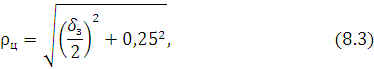 ρц = √((δз/2)² + 0,25²), (8.3)